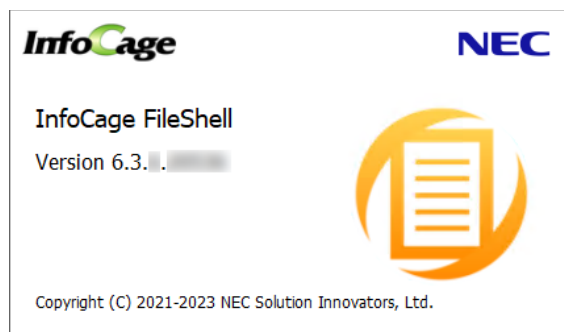 InfoCage
NEC
InfoCage FileShell
Version 6.3.
Copyright (C) 2021-2023 NEC Solution Innovators, Ltd.